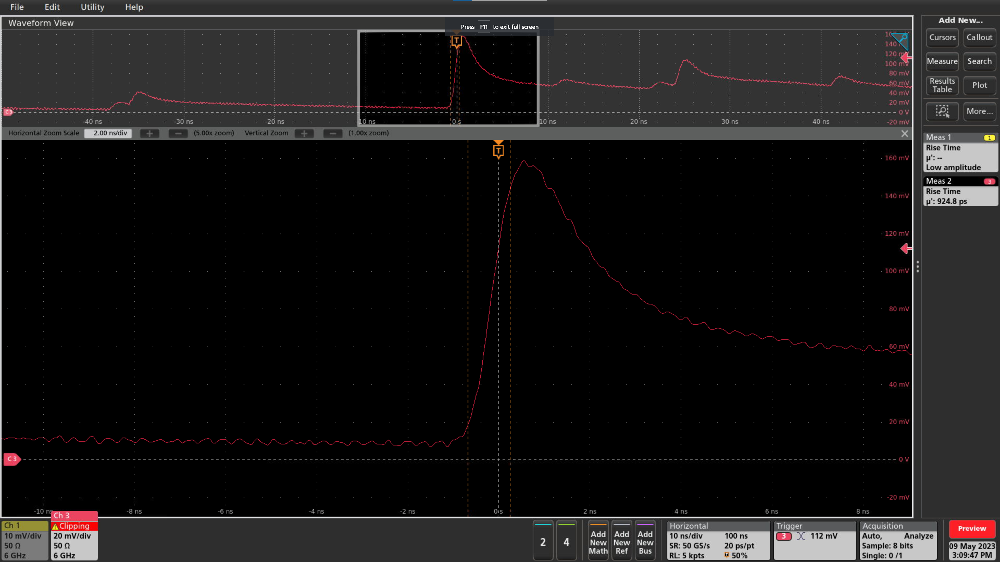 File Edit Utility Help
Waveform View
Press F11 to exit full screen
Add New...
Cursors Callout
Measure Search
Results Table Plot
More...
140
120 mV
100 mV
80 mV
60 mV
40 mV
20 mV
0 V
-20 mV
C 3
T
-40 ns -30 ns -20 ns -10 ns 0 s 10 ns 20 ns 30 ns 40 ns
Horizontal Zoom Scale 2.00 ns/div + − (5.00x zoom) Vertical Zoom + − (1.00x zoom)
Meas 1 1
Rise Time
µ': --
Low amplitude
Meas 2 3
Rise Time
µ': 924.8 ps
T
160 mV
140 mV
120 mV
100 mV
80 mV
60 mV
40 mV
20 mV
C 3
0 V
-20 mV
-10 ns -8 ns -6 ns -4 ns -2 ns 0 s 2 ns 4 ns 6 ns 8 ns
Ch 1
10 mV/div
50 Ω
6 GHz
Ch 3
Clipping
20 mV/div
50 Ω
6 GHz
2
4
Add New Math
Add New Ref
Add New Bus
Horizontal
10 ns/div 100 ns
SR: 50 GS/s 20 ps/pt
RL: 5 kpts 50%
Trigger
3 112 mV
Acquisition
Auto, Analyze
Sample: 8 bits
Single: 0 /1
Preview
09 May 2023
3:09:47 PM